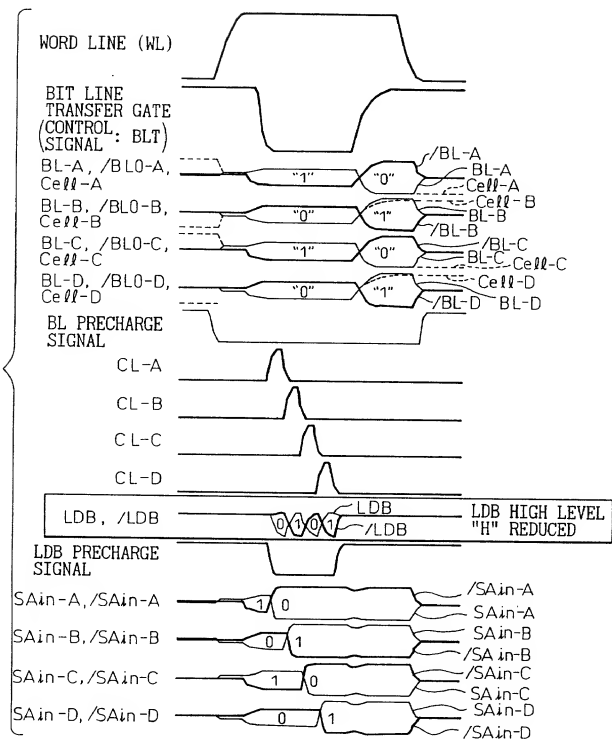 WORD LINE (WL)
BIT LINE
TRANSFER GATE
(CONTROL
SIGNAL : BLT)
/BL-A
BL-A
Cell-A
BL-A, /BLO-A,
Cell-A
"1" "0"
Cell-B
BL-B
/BL-B
BL-B, /BLO-B,
Cell-B
"0" "1"
/BL-C
BL-C
Cell-C
BL-C, /BLO-C,
Cell-C
"1" "0"
Cell-D
BL-D, /BLO-D,
Cell-D
"0" "1"
/BL-D BL-D
BL PRECHARGE
SIGNAL
CL-A
CL-B
CL-C
CL-D
LDB, /LDB
0 1 0 1
LDB
/LDB
LDB HIGH LEVEL
"H" REDUCED
LDB PRECHARGE
SIGNAL
SAin-A, /SAin-A
1 0
/SAin-A
SAin-A
SAin-B, /SAin-B
0 1
SAin-B
/SAin-B
SAin-C, /SAin-C
1 0
/SAin-C
SAin-C
SAin-D, /SAin-D
0 1
SAin-D
/SAin-D